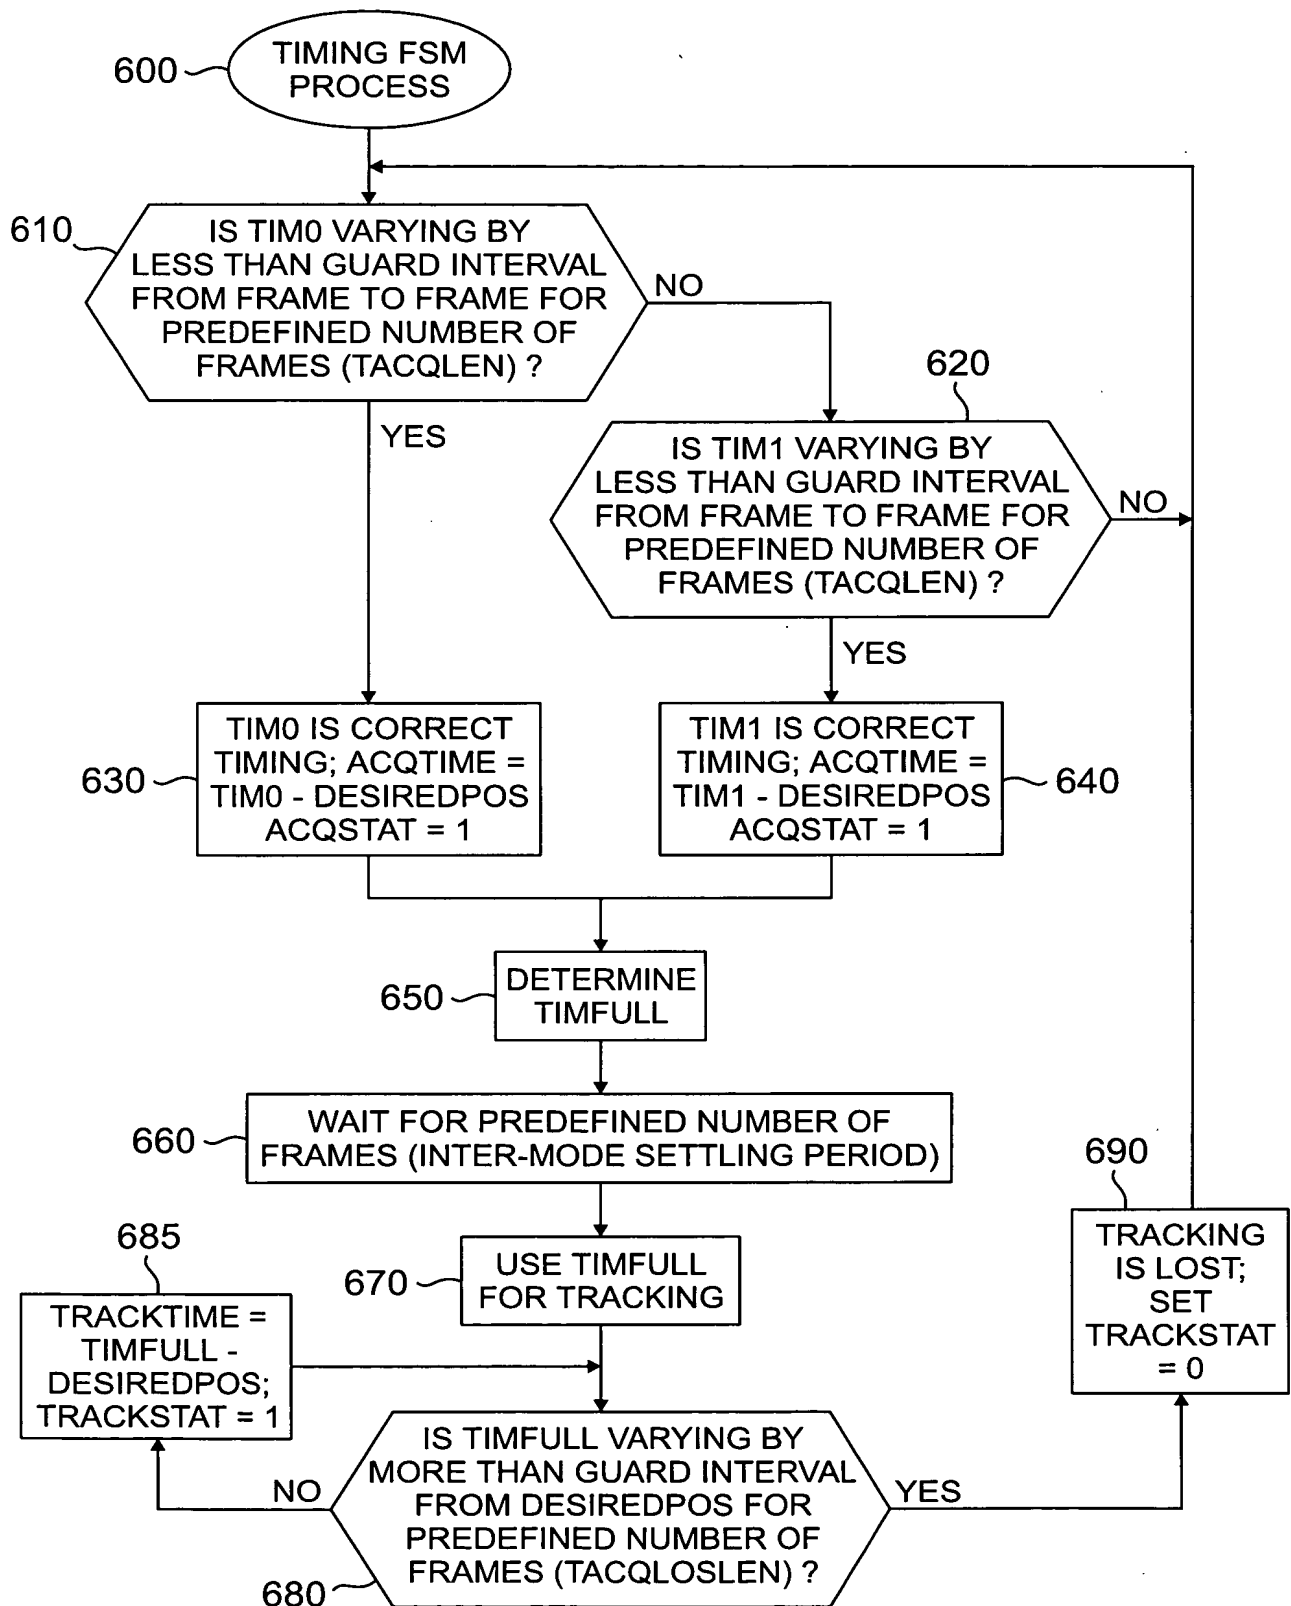 600
TIMING FSM
PROCESS
610
IS TIM0 VARYING BY
LESS THAN GUARD INTERVAL
FROM FRAME TO FRAME FOR
PREDEFINED NUMBER OF
FRAMES (TACQLEN) ?
NO
YES
620
IS TIM1 VARYING BY
LESS THAN GUARD INTERVAL
FROM FRAME TO FRAME FOR
PREDEFINED NUMBER OF
FRAMES (TACQLEN) ?
NO
YES
630
TIM0 IS CORRECT
TIMING; ACQTIME =
TIM0 - DESIREDPOS
ACQSTAT = 1
TIM1 IS CORRECT
TIMING; ACQTIME =
TIM1 - DESIREDPOS
ACQSTAT = 1
640
650
DETERMINE
TIMFULL
660
WAIT FOR PREDEFINED NUMBER OF
FRAMES (INTER-MODE SETTLING PERIOD)
670
USE TIMFULL
FOR TRACKING
685
TRACKTIME =
TIMFULL -
DESIREDPOS;
TRACKSTAT = 1
690
TRACKING
IS LOST;
SET
TRACKSTAT
= 0
NO
IS TIMFULL VARYING BY
MORE THAN GUARD INTERVAL
FROM DESIREDPOS FOR
PREDEFINED NUMBER OF
FRAMES (TACQLOSLEN) ?
YES
680